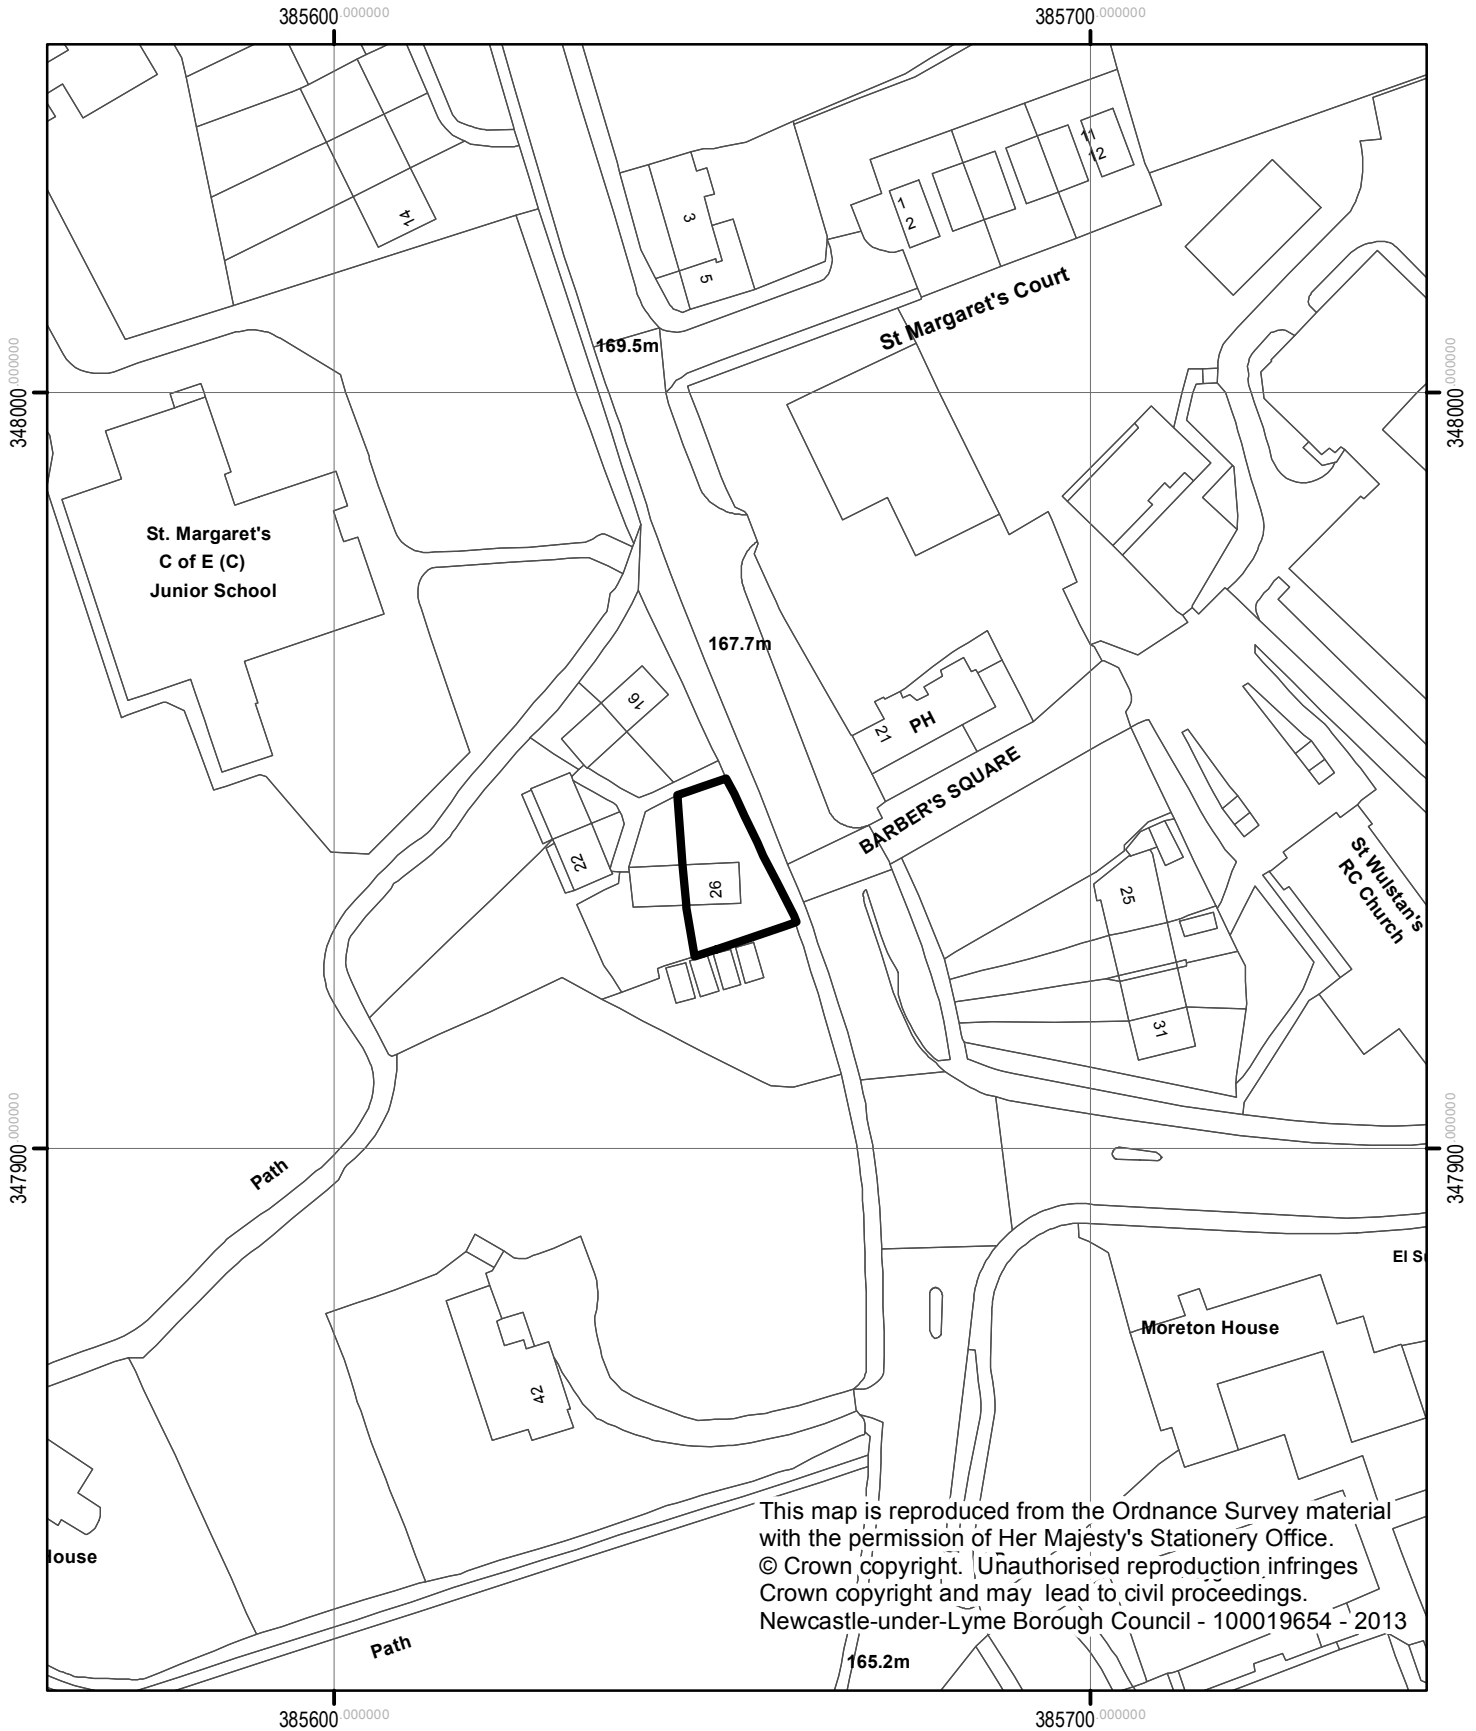 385600.000000
385700.000000
11
12
14
1
2
3
5
St Margaret's Court
169.5m
348000.000000
348000.000000
St. Margaret's
C of E (C)
Junior School
167.7m
16
21
PH
BARBER'S SQUARE
22
26
25
St Wulstan's
RC Church
31
347900.000000
347900.000000
Path
El S
Moreton House
42
This map is reproduced from the Ordnance Survey material
with the permission of Her Majesty's Stationery Office.
© Crown copyright. Unauthorised reproduction infringes
Crown copyright and may lead to civil proceedings.
Newcastle-under-Lyme Borough Council - 100019654 - 2013
House
Path
165.2m
385600.000000
385700.000000